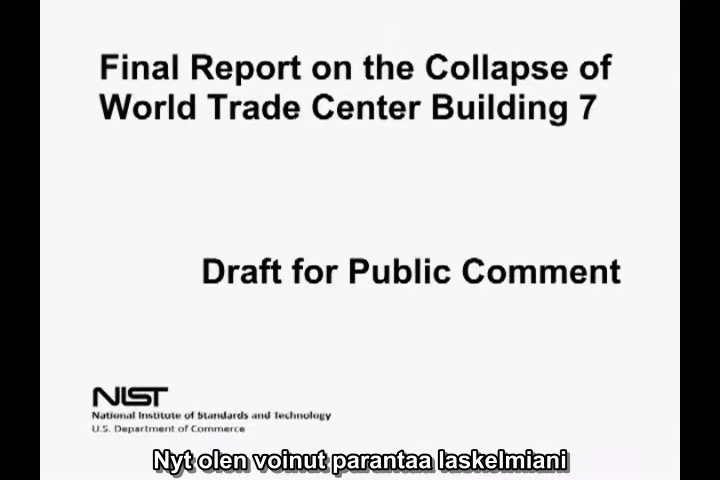 Final Report on the Collapse of
World Trade Center Building 7
Draft for Public Comment
NIST
National Institute of Standards and Technology
U.S. Department of Commerce
Nyt olen voinut parantaa laskelmiani